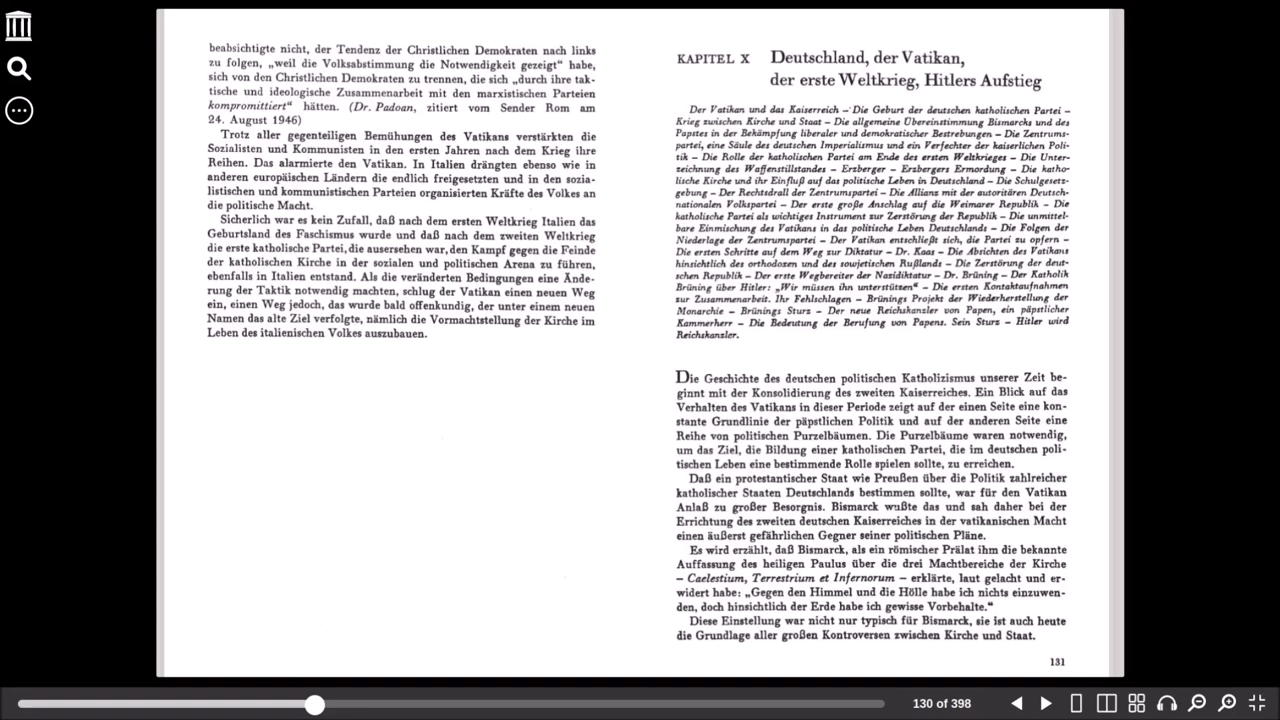 beabsichtigte nicht, der Tendenz der Christlichen Demokraten nach links
zu folgen, „weil die Volksabstimmung die Notwendigkeit gezeigt“ habe,
sich von den Christlichen Demokraten zu trennen, die sich „durch ihre tak-
tische und ideologische Zusammenarbeit mit den marxistischen Parteien
kompromittiert“ hätten. (Dr. Padoan, zitiert vom Sender Rom am
24. August 1946)
Trotz aller gegenteiligen Bemühungen des Vatikans verstärkten die
Sozialisten und Kommunisten in den ersten Jahren nach dem Krieg ihre
Reihen. Das alarmierte den Vatikan. In Italien drängten ebenso wie in
anderen europäischen Ländern die endlich freigesetzten und in den sozia-
listischen und kommunistischen Parteien organisierten Kräfte des Volkes an
die politische Macht.
Sicherlich war es kein Zufall, daß nach dem ersten Weltkrieg Italien das
Geburtsland des Faschismus wurde und daß nach dem zweiten Weltkrieg
die erste katholische Partei, die ausersehen war, den Kampf gegen die Feinde
der katholischen Kirche in der sozialen und politischen Arena zu führen,
ebenfalls in Italien entstand. Als die veränderten Bedingungen eine Ände-
rung der Taktik notwendig machten, schlug der Vatikan einen neuen Weg
ein, einen Weg jedoch, das wurde bald offenkundig, der unter einem neuen
Namen das alte Ziel verfolgte, nämlich die Vormachtstellung der Kirche im
Leben des italienischen Volkes auszubauen.
KAPITEL X Deutschland, der Vatikan,
der erste Weltkrieg, Hitlers Aufstieg
Der Vatikan und das Kaiserreich – Die Geburt der deutschen katholischen Partei –
Krieg zwischen Kirche und Staat – Die allgemeine Übereinstimmung Bismarcks und des
Papstes in der Bekämpfung liberaler und demokratischer Bestrebungen – Die Zentrums-
partei, eine Säule des deutschen Imperialismus und ein Verfechter der kaiserlichen Poli-
tik – Die Rolle der katholischen Partei am Ende des ersten Weltkrieges – Die Unter-
zeichnung des Waffenstillstandes – Erzberger – Erzbergers Ermordung – Die katho-
lische Kirche und ihr Einfluß auf das politische Leben in Deutschland – Die Schulgesetz-
gebung – Der Rechtsdrall der Zentrumspartei – Die Allianz mit der autoritären Deutsch-
nationalen Volkspartei – Der erste große Anschlag auf die Weimarer Republik – Die
katholische Partei als wichtiges Instrument zur Zerstörung der Republik – Die unmittel-
bare Einmischung des Vatikans in das politische Leben Deutschlands – Die Folgen der
Niederlage der Zentrumspartei – Der Vatikan entschließt sich, die Partei zu opfern –
Die ersten Schritte auf dem Weg zur Diktatur – Dr. Kaas – Die Absichten des Vatikans
hinsichtlich des orthodoxen und des sowjetischen Rußlands – Die Zerstörung der deut-
schen Republik – Der erste Wegbereiter der Nazidiktatur – Dr. Brüning – Der Katholik
Brüning über Hitler: „Wir müssen ihn unterstützen“ – Die ersten Kontaktaufnahmen
zur Zusammenarbeit. Ihr Fehlschlagen – Brünings Projekt der Wiederherstellung der
Monarchie – Brünings Sturz – Der neue Reichskanzler von Papen, ein päpstlicher
Kammerherr – Die Bedeutung der Berufung von Papens. Sein Sturz – Hitler wird
Reichskanzler.
Die Geschichte des deutschen politischen Katholizismus unserer Zeit be-
ginnt mit der Konsolidierung des zweiten Kaiserreiches. Ein Blick auf das
Verhalten des Vatikans in dieser Periode zeigt auf der einen Seite eine kon-
stante Grundlinie der päpstlichen Politik und auf der anderen Seite eine
Reihe von politischen Purzelbäumen. Die Purzelbäume waren notwendig,
um das Ziel, die Bildung einer katholischen Partei, die im deutschen poli-
tischen Leben eine bestimmende Rolle spielen sollte, zu erreichen.
Daß ein protestantischer Staat wie Preußen über die Politik zahlreicher
katholischer Staaten Deutschlands bestimmen sollte, war für den Vatikan
Anlaß zu großer Besorgnis. Bismarck wußte das und sah daher bei der
Errichtung des zweiten deutschen Kaiserreiches in der vatikanischen Macht
einen äußerst gefährlichen Gegner seiner politischen Pläne.
Es wird erzählt, daß Bismarck, als ein römischer Prälat ihm die bekannte
Auffassung des heiligen Paulus über die drei Machtbereiche der Kirche
– Caelestium, Terrestrium et Infernorum – erklärte, laut gelacht und er-
widert habe: „Gegen den Himmel und die Hölle habe ich nichts einzuwen-
den, doch hinsichtlich der Erde habe ich gewisse Vorbehalte.“
Diese Einstellung war nicht nur typisch für Bismarck, sie ist auch heute
die Grundlage aller großen Kontroversen zwischen Kirche und Staat.
131
130 of 398